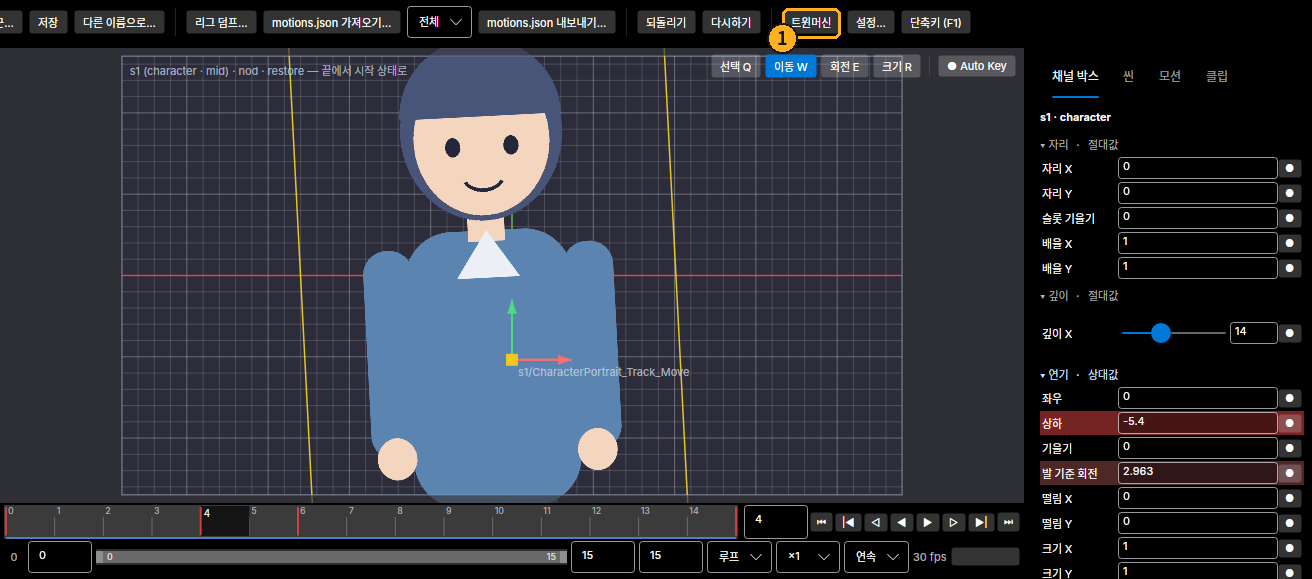 저장 다른 이름으로... 리그 덤프... motions.json 가져오기... 전체 motions.json 내보내기... 되돌리기 다시하기 트윈머신 설정... 단축키 (F1)
1
s1 (character · mid) · nod · restore — 끝에서 시작 상태로
선택 Q 이동 W 회전 E 크기 R Auto Key
채널 박스 씬 모션 클립
s1 · character
▾ 자리 · 절대값
자리 X 0
자리 Y 0
슬롯 기울기 0
배율 X 1
배율 Y 1
▾ 깊이 · 절대값
깊이 X 14
▾ 연기 · 상대값
좌우 0
상하 -5.4
기울기 0
발 기준 회전 2.963
떨림 X 0
떨림 Y 0
크기 X 1
크기 Y 1
s1/CharacterPortrait_Track_Move
0 1 2 3 4 5 6 7 8 9 10 11 12 13 14
4
0 0 0 15 15 15 루프 ×1 연속 30 fps